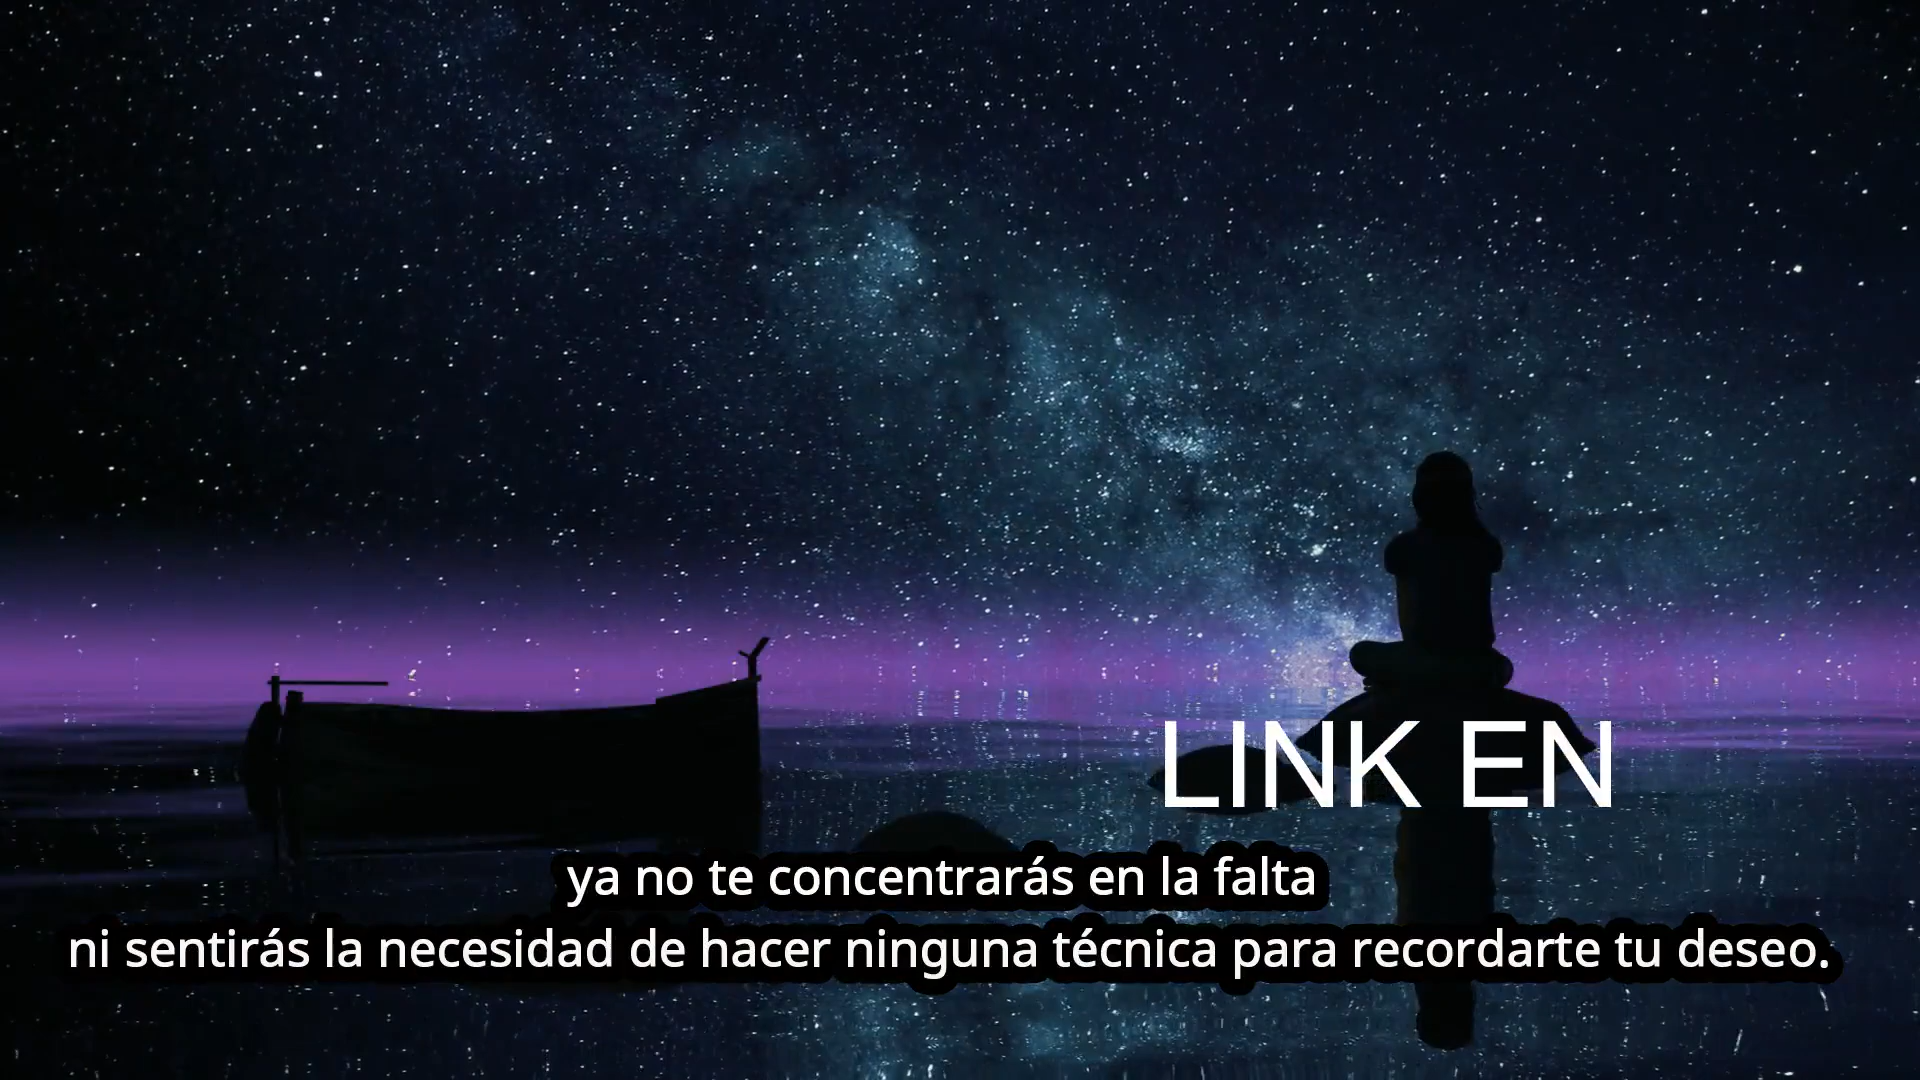 LINK EN
ya no te concentrarás en la falta
ni sentirás la necesidad de hacer ninguna técnica para recordarte tu deseo.